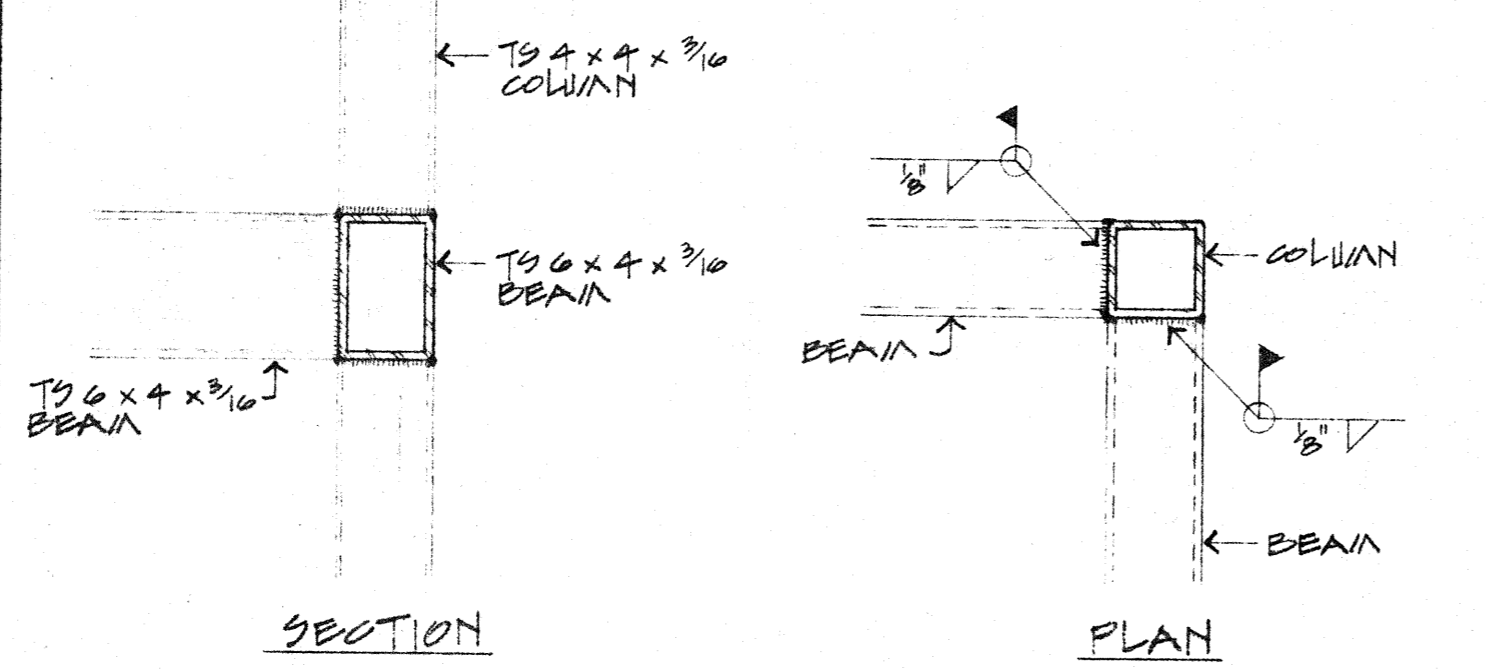 TS 4 x 4 x 3/16
COLUMN
TS 6 x 4 x 3/16
BEAM
TS 6 x 4 x 3/16
BEAM
SECTION
1/8"
COLUMN
BEAM
1/8"
BEAM
PLAN